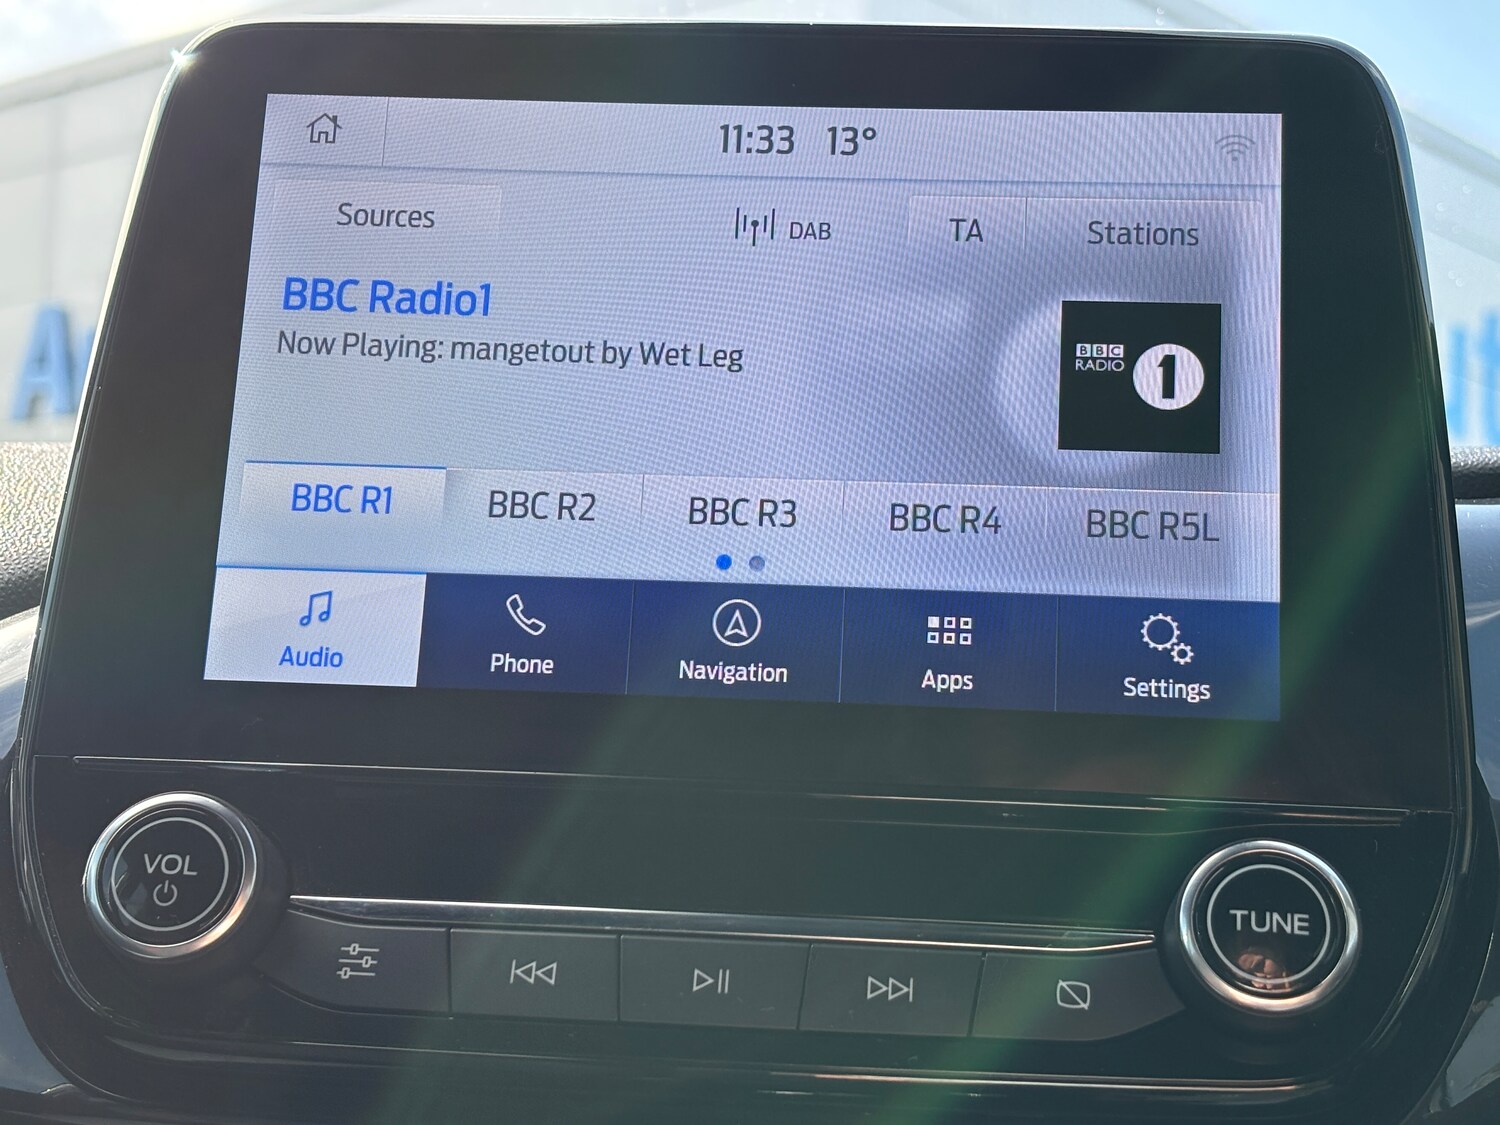 11:33 13°
Sources DAB TA Stations
BBC Radio1
Now Playing: mangetout by Wet Leg
BBC
RADIO
1
BBC R1 BBC R2 BBC R3 BBC R4 BBC R5L
Audio Phone Navigation Apps Settings
VOL
TUNE